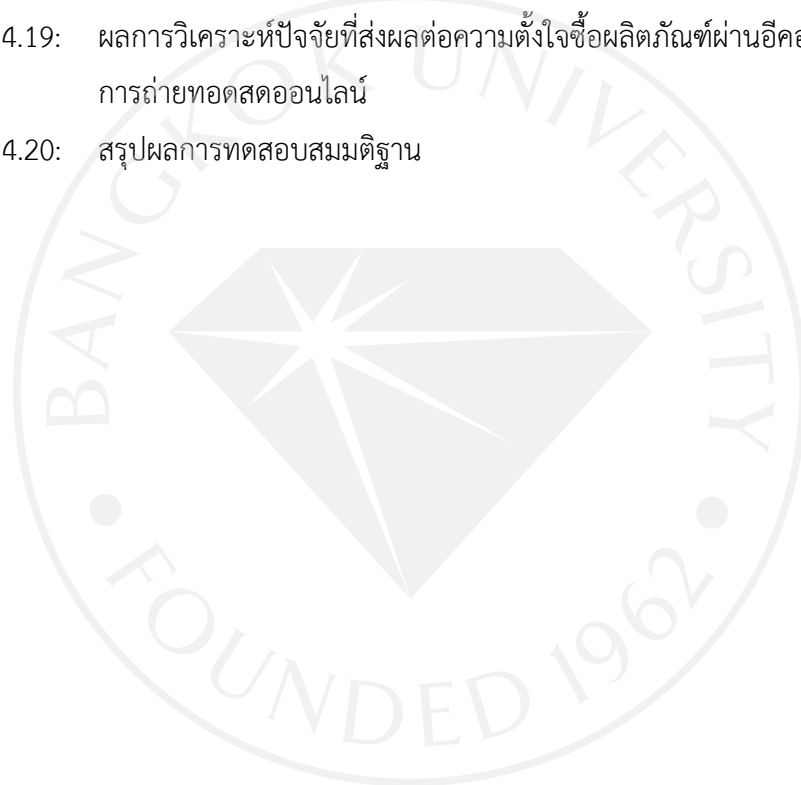 4.19: ผลการวิเคราะห์ปัจจัยที่ส่งผลต่อความตั้งใจซื้อผลิตภัณฑ์ผ่าน
การถ่ายทอดสดออนไลน์
4.20: สรุปผลการทดสอบสมมติฐาน
BANGKOK UNIVERSITY
• FOUNDED 1962 •